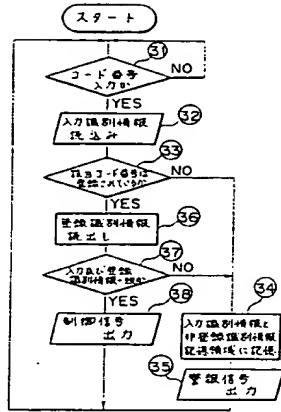 スタート
31
コード番号
入力か
NO
YES
32
入力識別情報
読込み
33
該当コード番号は
登録されているか
NO
YES
36
登録識別情報
読出し
37
入力及び登録
識別情報一致か
NO
YES
38
制御信号
出力
34
入力識別情報を
非登録識別情報
記憶領域に記憶
35
警報信号
出力